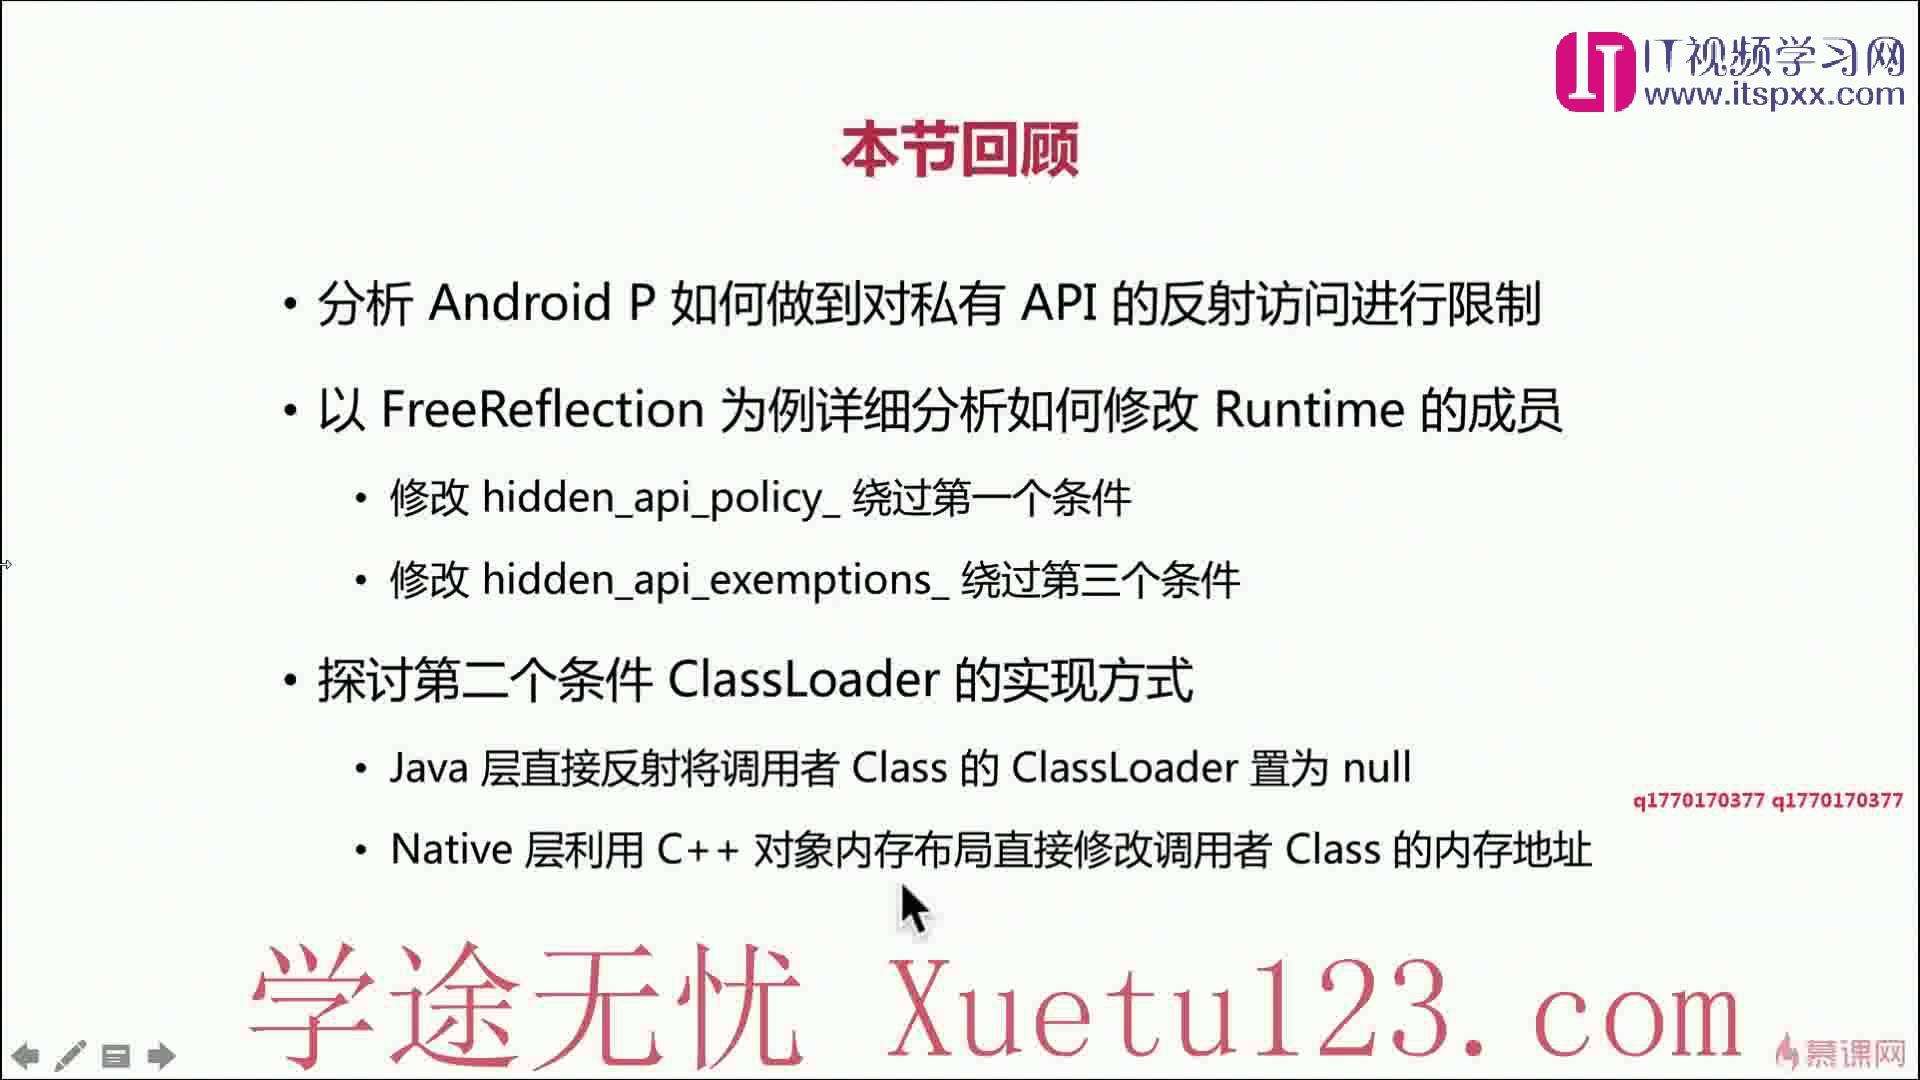 IT视频学习网
www.itspxx.com
本节回顾
• 分析 Android P 如何做到对私有 API 的反射访问进行限制
• 以 FreeReflection 为例详细分析如何修改 Runtime 的成员
• 修改 hidden_api_policy_ 绕过第一个条件
• 修改 hidden_api_exemptions_ 绕过第三个条件
• 探讨第二个条件 ClassLoader 的实现方式
• Java 层直接反射将调用者 Class 的 ClassLoader 置为 null
q1770170377 q1770170377
• Native 层利用 C++ 对象内存布局直接修改调用者 Class 的内存地址
学途无忧 Xuetu123.com
慕课网